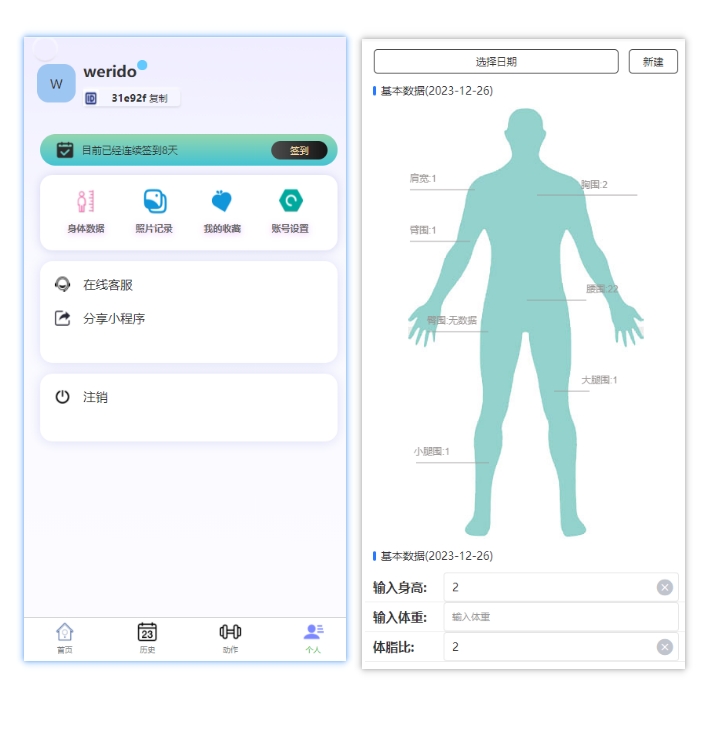 W
werido
ID
31e92f 复制
目前已经连续签到8天
签到
身体数据
照片记录
我的收藏
账号设置
在线客服
分享小程序
注销
首页
23
历史
动作
个人
选择日期
新建
基本数据(2023-12-26)
肩宽:1
胸围:2
臂围:1
腰围:22
臀围:无数据
大腿围:1
小腿围:1
基本数据(2023-12-26)
输入身高:
2
输入体重:
输入体重
体脂比:
2